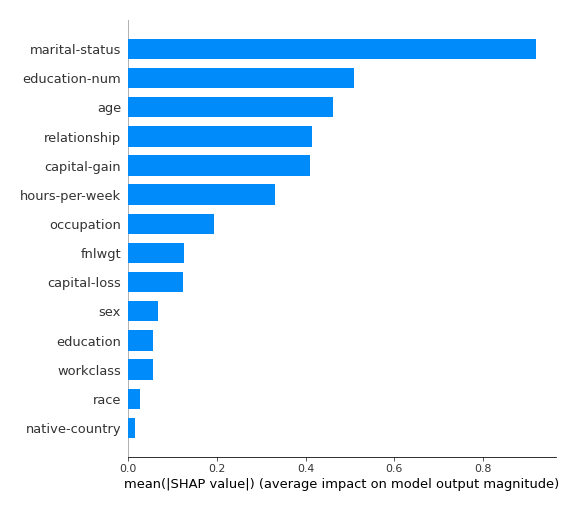 marital-status
education-num
age
relationship
capital-gain
hours-per-week
occupation
fnlwgt
capital-loss
sex
education
workclass
race
native-country
0.0 0.2 0.4 0.6 0.8
mean(|SHAP value|) (average impact on model output magnitude)